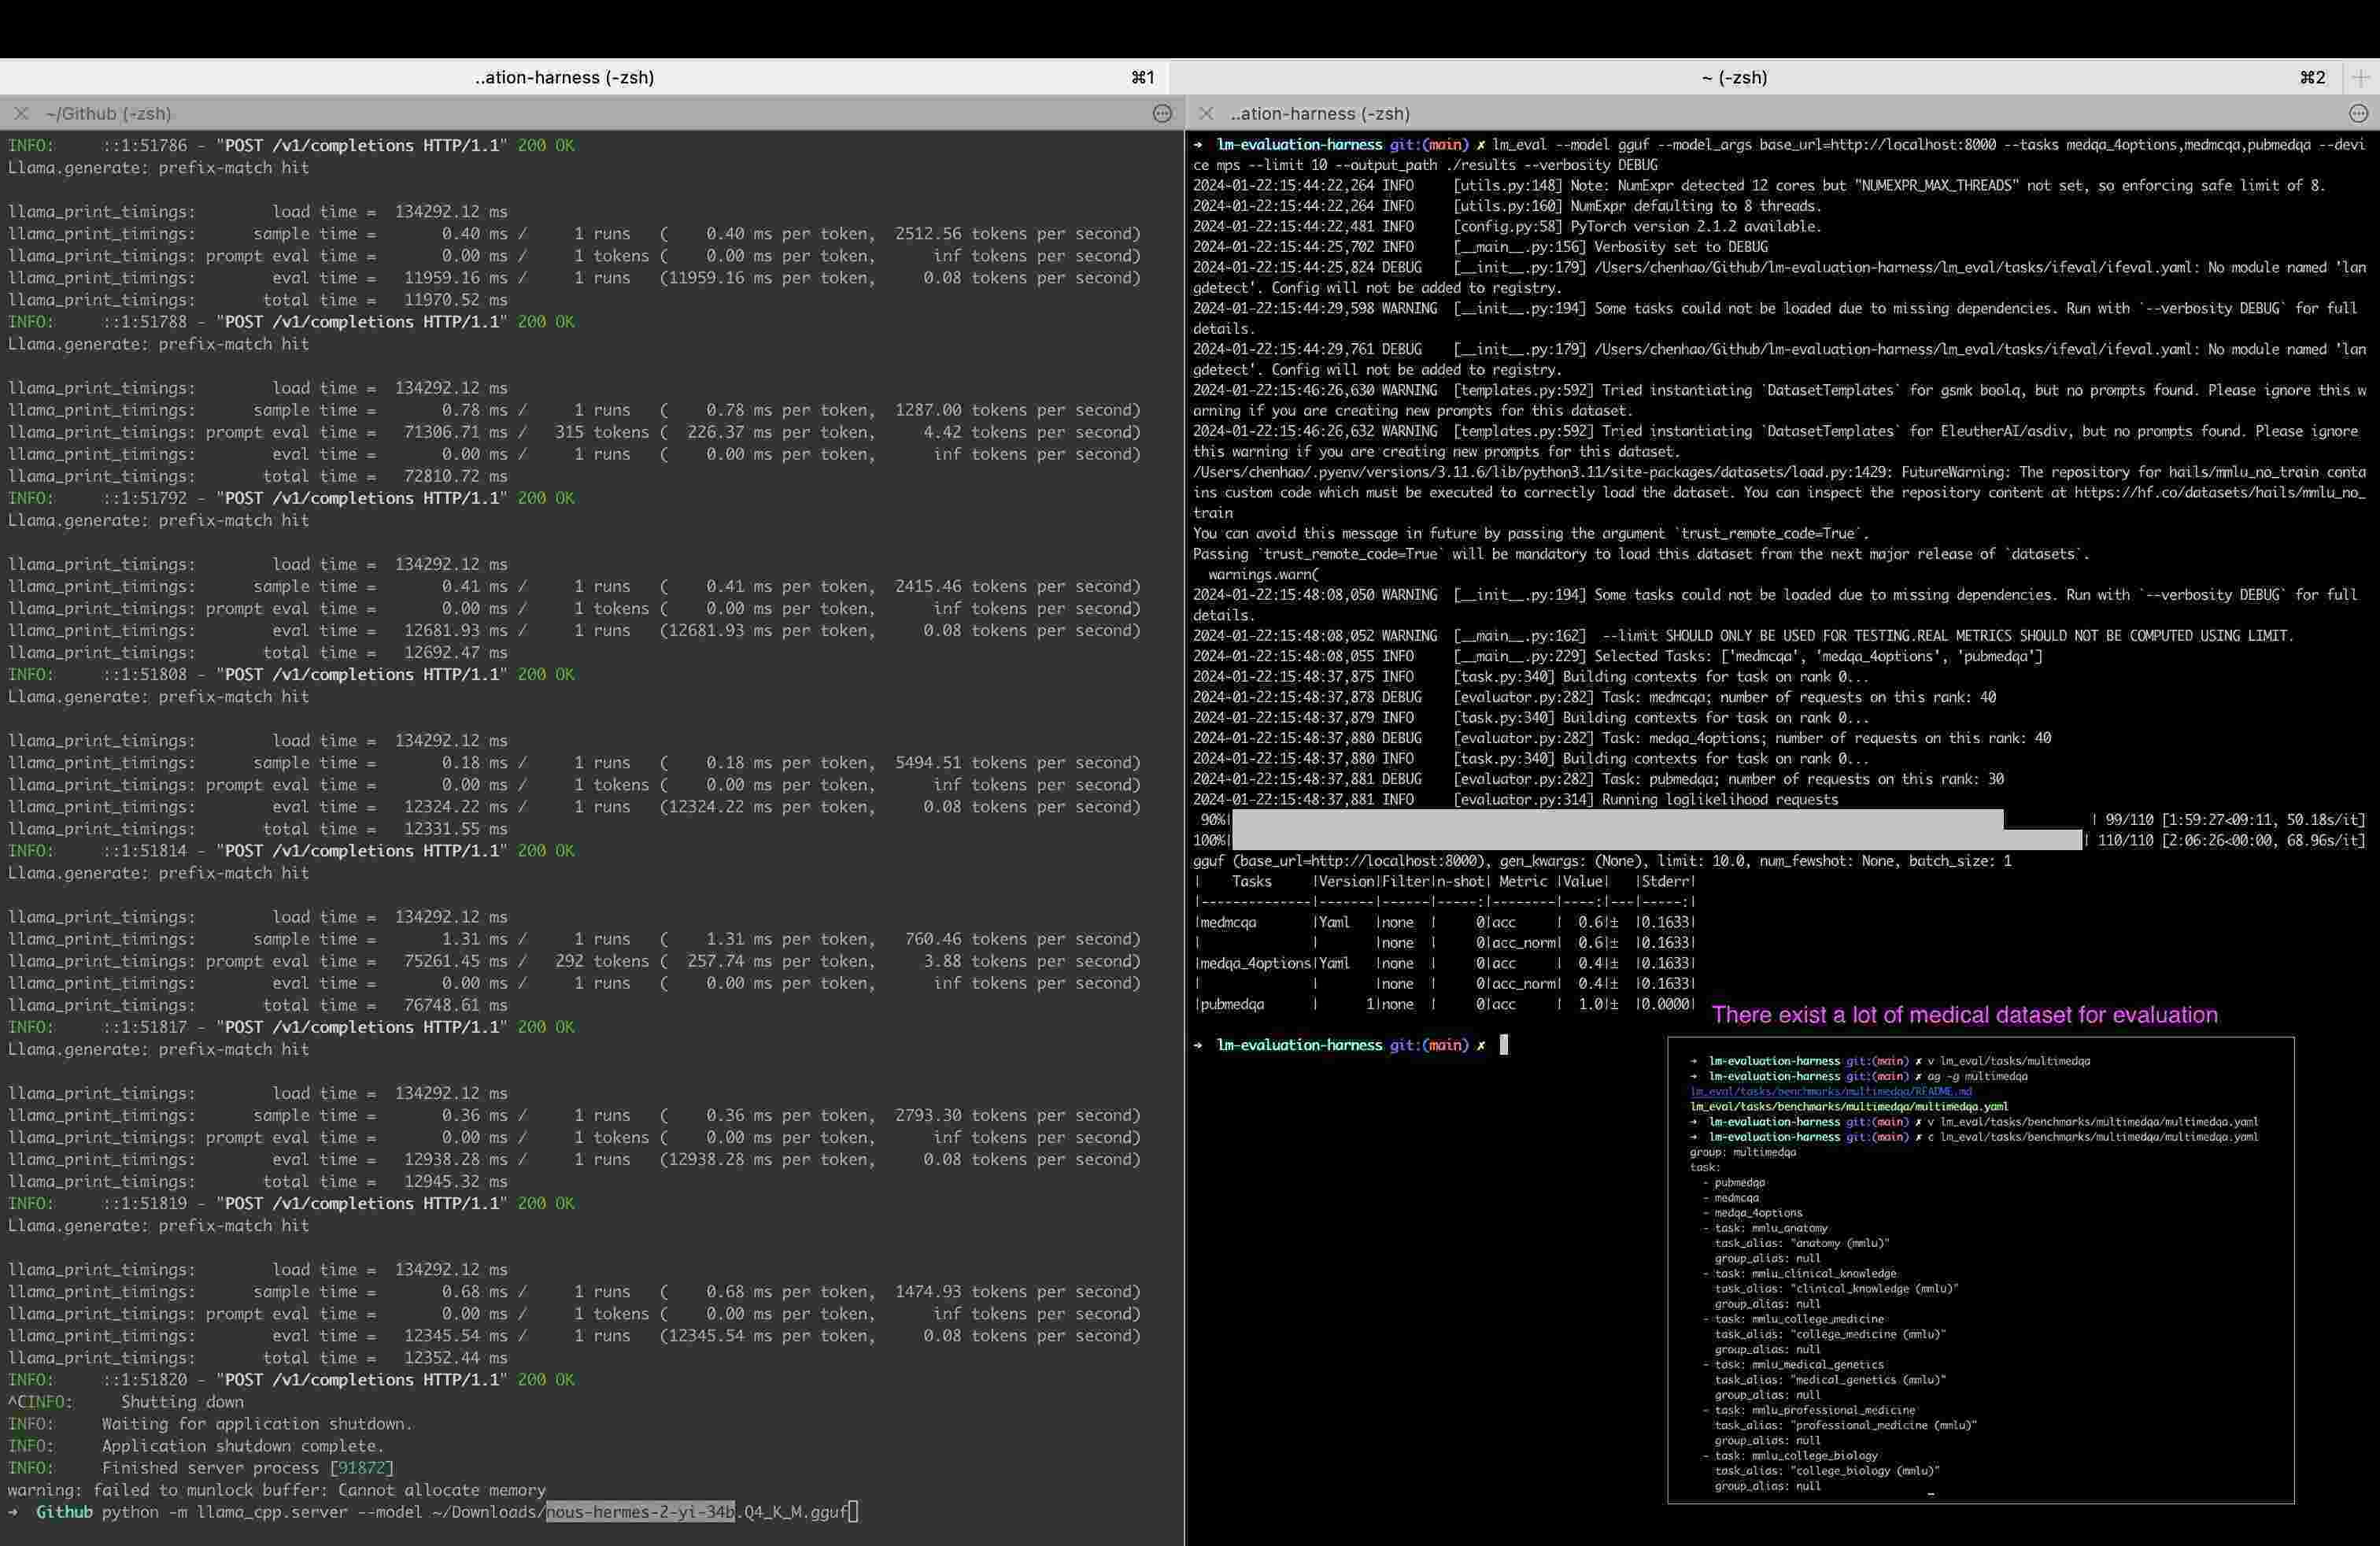 ..ation-harness (-zsh) ⌘1 ~ (-zsh) ⌘2
~/Github (-zsh)
INFO:     ::1:51786 - "POST /v1/completions HTTP/1.1" 200 OK
Llama.generate: prefix-match hit
llama_print_timings:        load time =  134292.12 ms
llama_print_timings:      sample time =       0.40 ms /     1 runs   (    0.40 ms per token,  2512.56 tokens per second)
llama_print_timings: prompt eval time =       0.00 ms /     1 tokens (    0.00 ms per token,      inf tokens per second)
llama_print_timings:        eval time =   11959.16 ms /     1 runs   (11959.16 ms per token,     0.08 tokens per second)
llama_print_timings:       total time =   11970.52 ms
INFO:     ::1:51788 - "POST /v1/completions HTTP/1.1" 200 OK
Llama.generate: prefix-match hit
llama_print_timings:        load time =  134292.12 ms
llama_print_timings:      sample time =       0.78 ms /     1 runs   (    0.78 ms per token,  1287.00 tokens per second)
llama_print_timings: prompt eval time =   71306.71 ms /   315 tokens (  226.37 ms per token,     4.42 tokens per second)
llama_print_timings:        eval time =       0.00 ms /     1 runs   (    0.00 ms per token,      inf tokens per second)
llama_print_timings:       total time =   72810.72 ms
INFO:     ::1:51792 - "POST /v1/completions HTTP/1.1" 200 OK
Llama.generate: prefix-match hit
llama_print_timings:        load time =  134292.12 ms
llama_print_timings:      sample time =       0.41 ms /     1 runs   (    0.41 ms per token,  2415.46 tokens per second)
llama_print_timings: prompt eval time =       0.00 ms /     1 tokens (    0.00 ms per token,      inf tokens per second)
llama_print_timings:        eval time =   12681.93 ms /     1 runs   (12681.93 ms per token,     0.08 tokens per second)
llama_print_timings:       total time =   12692.47 ms
INFO:     ::1:51808 - "POST /v1/completions HTTP/1.1" 200 OK
Llama.generate: prefix-match hit
llama_print_timings:        load time =  134292.12 ms
llama_print_timings:      sample time =       0.18 ms /     1 runs   (    0.18 ms per token,  5494.51 tokens per second)
llama_print_timings: prompt eval time =       0.00 ms /     1 tokens (    0.00 ms per token,      inf tokens per second)
llama_print_timings:        eval time =   12324.22 ms /     1 runs   (12324.22 ms per token,     0.08 tokens per second)
llama_print_timings:       total time =   12331.55 ms
INFO:     ::1:51814 - "POST /v1/completions HTTP/1.1" 200 OK
Llama.generate: prefix-match hit
llama_print_timings:        load time =  134292.12 ms
llama_print_timings:      sample time =       1.31 ms /     1 runs   (    1.31 ms per token,   760.46 tokens per second)
llama_print_timings: prompt eval time =   75261.45 ms /   292 tokens (  257.74 ms per token,     3.88 tokens per second)
llama_print_timings:        eval time =       0.00 ms /     1 runs   (    0.00 ms per token,      inf tokens per second)
llama_print_timings:       total time =   76748.61 ms
INFO:     ::1:51817 - "POST /v1/completions HTTP/1.1" 200 OK
Llama.generate: prefix-match hit
llama_print_timings:        load time =  134292.12 ms
llama_print_timings:      sample time =       0.36 ms /     1 runs   (    0.36 ms per token,  2793.30 tokens per second)
llama_print_timings: prompt eval time =       0.00 ms /     1 tokens (    0.00 ms per token,      inf tokens per second)
llama_print_timings:        eval time =   12938.28 ms /     1 runs   (12938.28 ms per token,     0.08 tokens per second)
llama_print_timings:       total time =   12945.32 ms
INFO:     ::1:51819 - "POST /v1/completions HTTP/1.1" 200 OK
Llama.generate: prefix-match hit
llama_print_timings:        load time =  134292.12 ms
llama_print_timings:      sample time =       0.68 ms /     1 runs   (    0.68 ms per token,  1474.93 tokens per second)
llama_print_timings: prompt eval time =       0.00 ms /     1 tokens (    0.00 ms per token,      inf tokens per second)
llama_print_timings:        eval time =   12345.54 ms /     1 runs   (12345.54 ms per token,     0.08 tokens per second)
llama_print_timings:       total time =   12352.44 ms
INFO:     ::1:51820 - "POST /v1/completions HTTP/1.1" 200 OK
^CINFO:     Shutting down
INFO:     Waiting for application shutdown.
INFO:     Application shutdown complete.
INFO:     Finished server process [91872]
warning: failed to munlock buffer: Cannot allocate memory
➜  Github python -m llama_cpp.server --model ~/Downloads/nous-hermes-2-yi-34b.Q4_K_M.gguf
..ation-harness (-zsh)
➜  lm-evaluation-harness git:(main) ✗ lm_eval --model gguf --model_args base_url=http://localhost:8000 --tasks medqa_4options,medmcqa,pubmedqa --devi
ce mps --limit 10 --output_path ./results --verbosity DEBUG
2024-01-22:15:44:22,264 INFO     [utils.py:148] Note: NumExpr detected 12 cores but "NUMEXPR_MAX_THREADS" not set, so enforcing safe limit of 8.
2024-01-22:15:44:22,264 INFO     [utils.py:160] NumExpr defaulting to 8 threads.
2024-01-22:15:44:22,481 INFO     [config.py:58] PyTorch version 2.1.2 available.
2024-01-22:15:44:25,702 INFO     [__main__.py:156] Verbosity set to DEBUG
2024-01-22:15:44:25,824 DEBUG    [__init__.py:179] /Users/chenhao/Github/lm-evaluation-harness/lm_eval/tasks/ifeval/ifeval.yaml: No module named 'lan
gdetect'. Config will not be added to registry.
2024-01-22:15:44:29,598 WARNING  [__init__.py:194] Some tasks could not be loaded due to missing dependencies. Run with `--verbosity DEBUG` for full
details.
2024-01-22:15:44:29,761 DEBUG    [__init__.py:179] /Users/chenhao/Github/lm-evaluation-harness/lm_eval/tasks/ifeval/ifeval.yaml: No module named 'lan
gdetect'. Config will not be added to registry.
2024-01-22:15:46:26,630 WARNING  [templates.py:592] Tried instantiating `DatasetTemplates` for gsmk boolq, but no prompts found. Please ignore this w
arning if you are creating new prompts for this dataset.
2024-01-22:15:46:26,632 WARNING  [templates.py:592] Tried instantiating `DatasetTemplates` for EleutherAI/asdiv, but no prompts found. Please ignore
this warning if you are creating new prompts for this dataset.
/Users/chenhao/.pyenv/versions/3.11.6/lib/python3.11/site-packages/datasets/load.py:1429: FutureWarning: The repository for hails/mmlu_no_train conta
ins custom code which must be executed to correctly load the dataset. You can inspect the repository content at https://hf.co/datasets/hails/mmlu_no_
train
You can avoid this message in future by passing the argument `trust_remote_code=True`.
Passing `trust_remote_code=True` will be mandatory to load this dataset from the next major release of `datasets`.
  warnings.warn(
2024-01-22:15:48:08,050 WARNING  [__init__.py:194] Some tasks could not be loaded due to missing dependencies. Run with `--verbosity DEBUG` for full
details.
2024-01-22:15:48:08,052 WARNING  [__main__.py:162]  --limit SHOULD ONLY BE USED FOR TESTING.REAL METRICS SHOULD NOT BE COMPUTED USING LIMIT.
2024-01-22:15:48:08,055 INFO     [__main__.py:229] Selected Tasks: ['medmcqa', 'medqa_4options', 'pubmedqa']
2024-01-22:15:48:37,875 INFO     [task.py:340] Building contexts for task on rank 0...
2024-01-22:15:48:37,878 DEBUG    [evaluator.py:282] Task: medmcqa; number of requests on this rank: 40
2024-01-22:15:48:37,879 INFO     [task.py:340] Building contexts for task on rank 0...
2024-01-22:15:48:37,880 DEBUG    [evaluator.py:282] Task: medqa_4options; number of requests on this rank: 40
2024-01-22:15:48:37,880 INFO     [task.py:340] Building contexts for task on rank 0...
2024-01-22:15:48:37,881 DEBUG    [evaluator.py:282] Task: pubmedqa; number of requests on this rank: 30
2024-01-22:15:48:37,881 INFO     [evaluator.py:314] Running loglikelihood requests
 90%| | 99/110 [1:59:27<09:11, 50.18s/it]
100%| | 110/110 [2:06:26<00:00, 68.96s/it]
gguf (base_url=http://localhost:8000), gen_kwargs: (None), limit: 10.0, num_fewshot: None, batch_size: 1
|    Tasks     |Version|Filter|n-shot| Metric |Value|   |Stderr|
|--------------|-------|------|-----:|--------|----:|---|-----:|
|medmcqa       |Yaml   |none  |     0|acc     |  0.6|±  |0.1633|
|              |       |none  |     0|acc_norm|  0.6|±  |0.1633|
|medqa_4options|Yaml   |none  |     0|acc     |  0.4|±  |0.1633|
|              |       |none  |     0|acc_norm|  0.4|±  |0.1633|
|pubmedqa      |      1|none  |     0|acc     |  1.0|±  |0.0000|
There exist a lot of medical dataset for evaluation
➜  lm-evaluation-harness git:(main) ✗
➜  lm-evaluation-harness git:(main) ✗ v lm_eval/tasks/multimedqa
➜  lm-evaluation-harness git:(main) ✗ ag -g multimedqa
lm_eval/tasks/benchmarks/multimedqa/README.md
lm_eval/tasks/benchmarks/multimedqa/multimedqa.yaml
➜  lm-evaluation-harness git:(main) ✗ v lm_eval/tasks/benchmarks/multimedqa/multimedqa.yaml
➜  lm-evaluation-harness git:(main) ✗ c lm_eval/tasks/benchmarks/multimedqa/multimedqa.yaml
group: multimedqa
task:
  - pubmedqa
  - medmcqa
  - medqa_4options
  - task: mmlu_anatomy
    task_alias: "anatomy (mmlu)"
    group_alias: null
  - task: mmlu_clinical_knowledge
    task_alias: "clinical_knowledge (mmlu)"
    group_alias: null
  - task: mmlu_college_medicine
    task_alias: "college_medicine (mmlu)"
    group_alias: null
  - task: mmlu_medical_genetics
    task_alias: "medical_genetics (mmlu)"
    group_alias: null
  - task: mmlu_professional_medicine
    task_alias: "professional_medicine (mmlu)"
    group_alias: null
  - task: mmlu_college_biology
    task_alias: "college_biology (mmlu)"
    group_alias: null